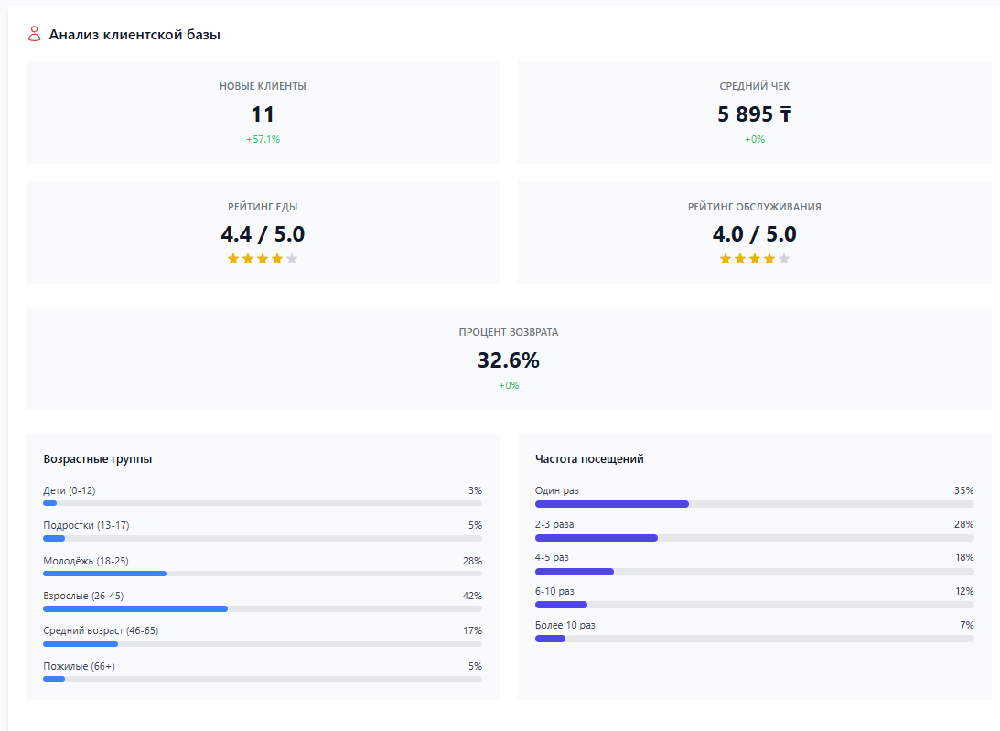 Анализ клиентской базы
НОВЫЕ КЛИЕНТЫ
11
+57.1%
СРЕДНИЙ ЧЕК
5 895 ₸
+0%
РЕЙТИНГ ЕДЫ
4.4 / 5.0
РЕЙТИНГ ОБСЛУЖИВАНИЯ
4.0 / 5.0
ПРОЦЕНТ ВОЗВРАТА
32.6%
+0%
Возрастные группы
Дети (0-12) 3%
Подростки (13-17) 5%
Молодёжь (18-25) 28%
Взрослые (26-45) 42%
Средний возраст (46-65) 17%
Пожилые (66+) 5%
Частота посещений
Один раз 35%
2-3 раза 28%
4-5 раз 18%
6-10 раз 12%
Более 10 раз 7%